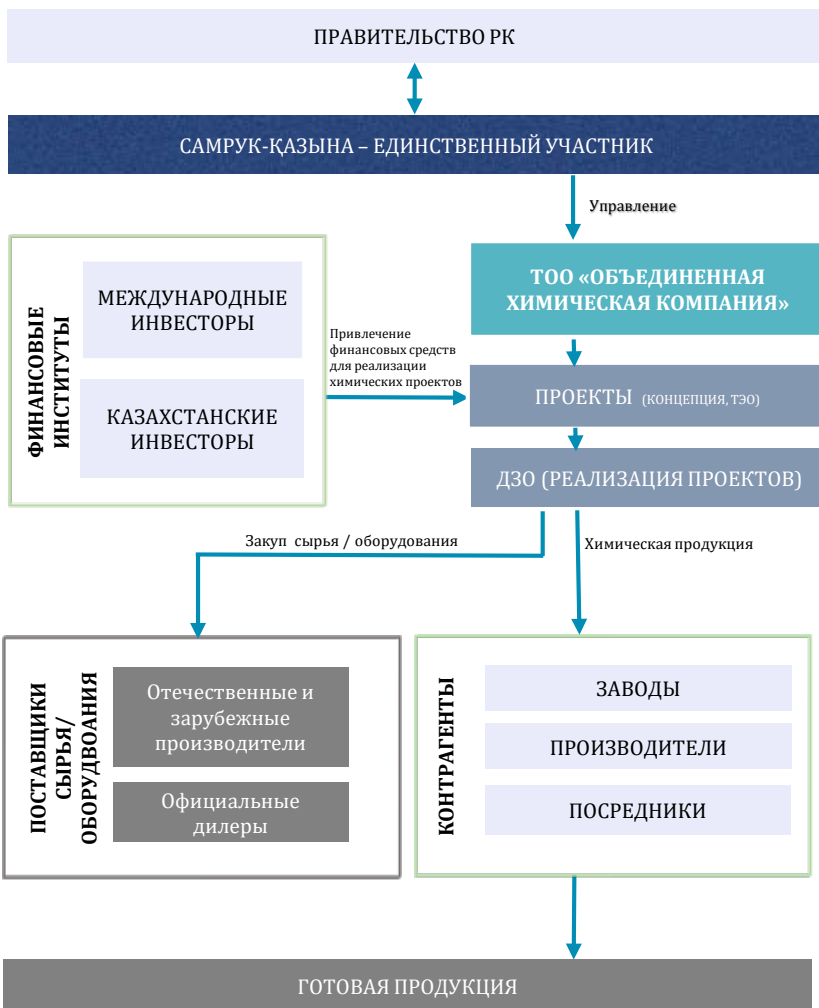 ПРАВИТЕЛЬСТВО РК
САМРУК-ҚАЗЫНА – ЕДИНСТВЕННЫЙ УЧАСТНИК
Управление
ФИНАНСОВЫЕ
ИНСТИТУТЫ
МЕЖДУНАРОДНЫЕ
ИНВЕСТОРЫ
КАЗАХСТАНСКИЕ
ИНВЕСТОРЫ
Привлечение
финансовых средств
для реализации
химических проектов
ТОО «ОБЪЕДИНЕННАЯ
ХИМИЧЕСКАЯ КОМПАНИЯ»
ПРОЕКТЫ (КОНЦЕПЦИЯ, ТЭО)
ДЗО (РЕАЛИЗАЦИЯ ПРОЕКТОВ)
Закуп сырья / оборудования
Химическая продукция
ПОСТАВЩИКИ
СЫРЬЯ/
ОБОРУДВОАНИЯ
Отечественные и
зарубежные
производители
Официальные
дилеры
КОНТРАГЕНТЫ
ЗАВОДЫ
ПРОИЗВОДИТЕЛИ
ПОСРЕДНИКИ
ГОТОВАЯ ПРОДУКЦИЯ